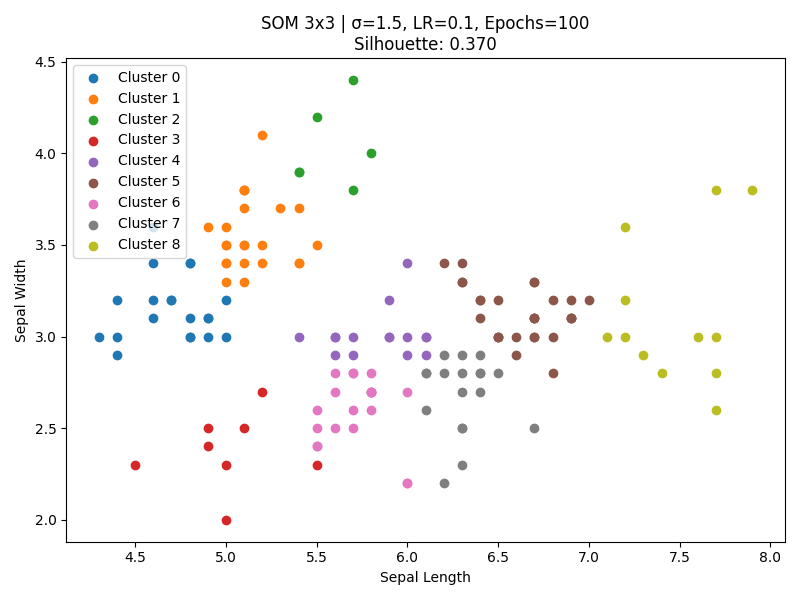 SOM 3x3 | σ=1.5, LR=0.1, Epochs=100
Silhouette: 0.370
Cluster 0
Cluster 1
Cluster 2
Cluster 3
Cluster 4
Cluster 5
Cluster 6
Cluster 7
Cluster 8
4.5
4.0
3.5
3.0
2.5
2.0
Sepal Width
4.5 5.0 5.5 6.0 6.5 7.0 7.5 8.0
Sepal Length